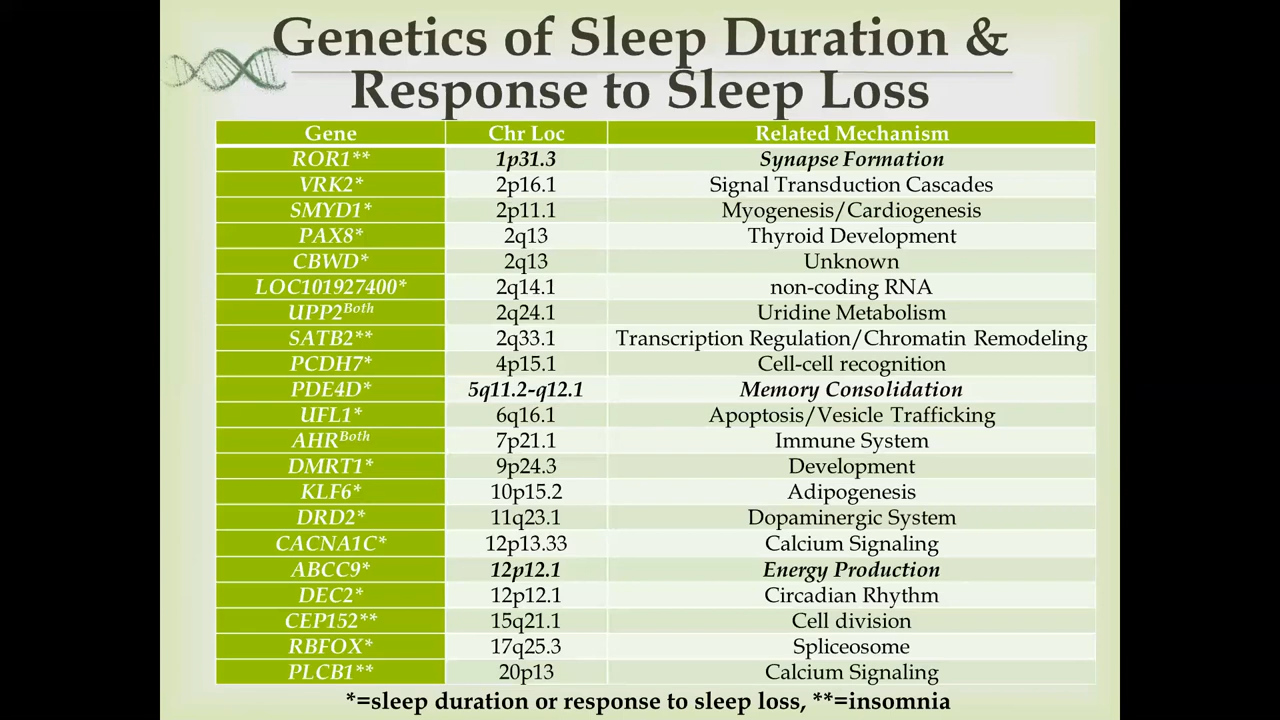 Genetics of Sleep Duration &
Response to Sleep Loss
Gene Chr Loc Related Mechanism
ROR1** 1p31.3 Synapse Formation
VRK2* 2p16.1 Signal Transduction Cascades
SMYD1* 2p11.1 Myogenesis/Cardiogenesis
PAX8* 2q13 Thyroid Development
CBWD* 2q13 Unknown
LOC101927400* 2q14.1 non-coding RNA
UPP2Both 2q24.1 Uridine Metabolism
SATB2** 2q33.1 Transcription Regulation/Chromatin Remodeling
PCDH7* 4p15.1 Cell-cell recognition
PDE4D* 5q11.2-q12.1 Memory Consolidation
UFL1* 6q16.1 Apoptosis/Vesicle Trafficking
AHRBoth 7p21.1 Immune System
DMRT1* 9p24.3 Development
KLF6* 10p15.2 Adipogenesis
DRD2* 11q23.1 Dopaminergic System
CACNA1C* 12p13.33 Calcium Signaling
ABCC9* 12p12.1 Energy Production
DEC2* 12p12.1 Circadian Rhythm
CEP152** 15q21.1 Cell division
RBFOX* 17q25.3 Spliceosome
PLCB1** 20p13 Calcium Signaling
*=sleep duration or response to sleep loss, **=insomnia